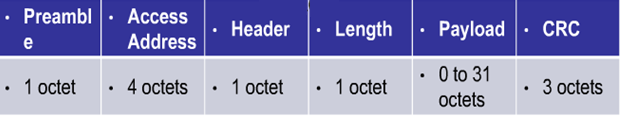 • Preambl
e
• Access
Address
• Header
• Length
• Payload
• CRC
• 1 octet
• 4 octets
• 1 octet
• 1 octet
• 0 to 31
octets
• 3 octets